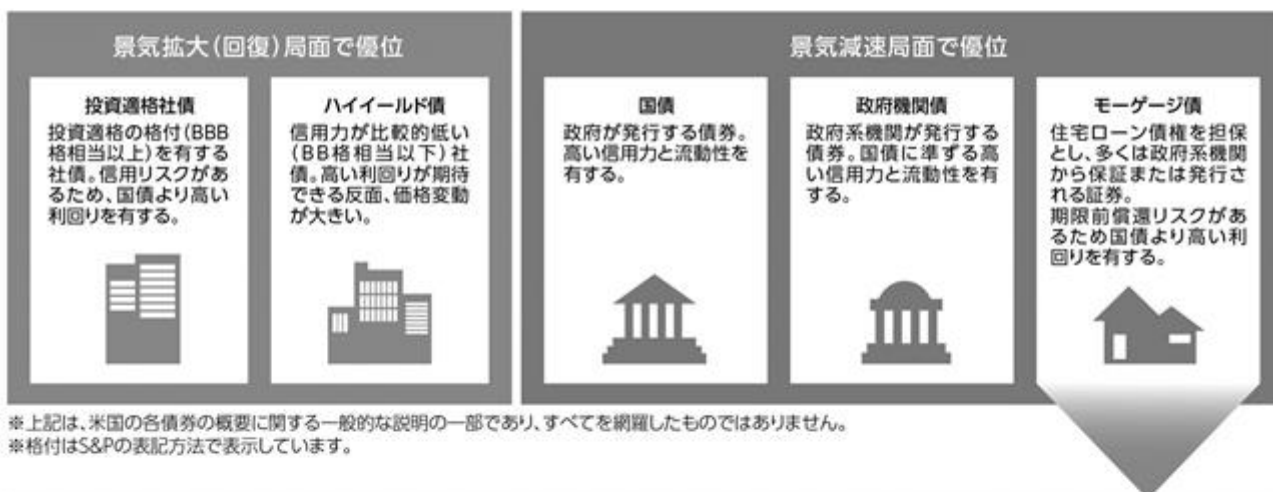 景気拡大(回復)局面で優位
投資適格社債
投資適格の格付(BBB
格相当以上)を有する
社債。信用リスクがあ
るため、国債より高い
利回りを有する。
ハイイールド債
信用力が比較的低い
(BB格相当以下)社
債。高い利回りが期待
できる反面、価格変動
が大きい。
景気減速局面で優位
国債
政府が発行する債券。
高い信用力と流動性を
有する。
政府機関債
政府系機関が発行する
債券。国債に準ずる高
い信用力と流動性を有
する。
モーゲージ債
住宅ローン債権を担保
とし、多くは政府系機関
から保証または発行さ
れる証券。
期限前償還リスクがあ
るため国債より高い利
回りを有する。
※上記は、米国の各債券の概要に関する一般的な説明の一部であり、すべてを網羅したものではありません。
※格付はS&Pの表記方法で表示しています。